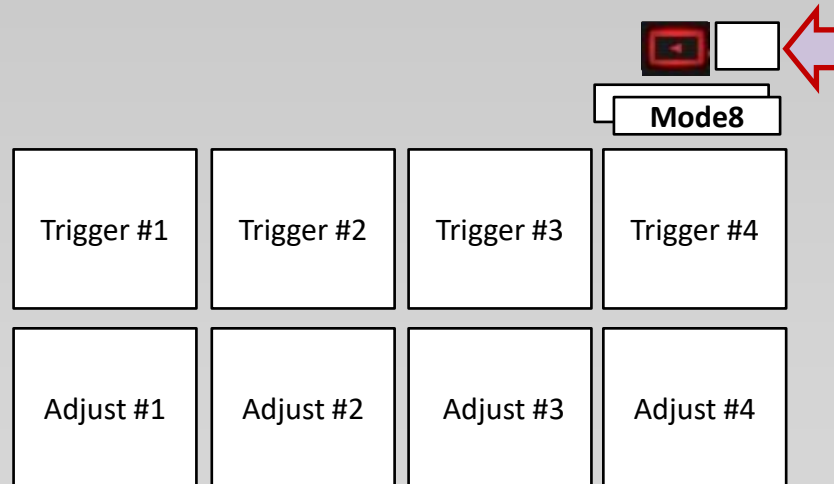 Mode8
Trigger #1 Trigger #2 Trigger #3 Trigger #4
Adjust #1 Adjust #2 Adjust #3 Adjust #4